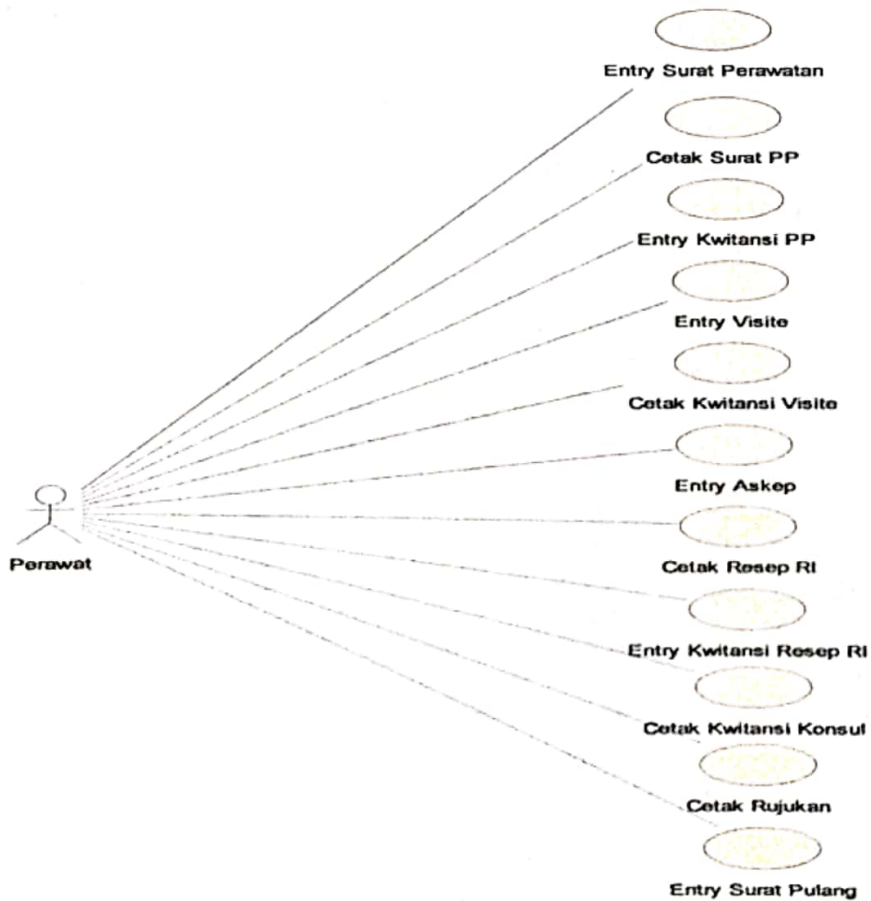 Entry Surat Perawatan
Cetak Surat PP
Entry Kwitansi PP
Entry Visite
Cetak Kwitansi Visite
Entry Askep
Perawat
Cetak Resep RI
Entry Kwitansi Resep RI
Cetak Kwitansi Konsul
Cetak Rujukan
Entry Surat Pulang